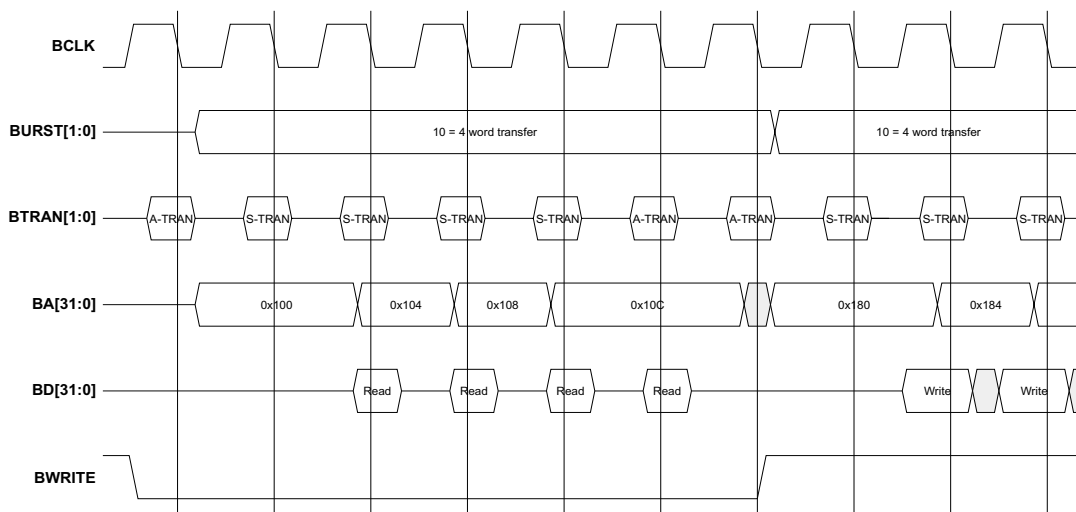 BCLK
BURST[1:0] 10 = 4 word transfer 10 = 4 word transfer
BTRAN[1:0] A-TRAN S-TRAN S-TRAN S-TRAN S-TRAN A-TRAN A-TRAN S-TRAN S-TRAN S-TRAN
BA[31:0] 0x100 0x104 0x108 0x10C 0x180 0x184
BD[31:0] Read Read Read Read Write Write
BWRITE